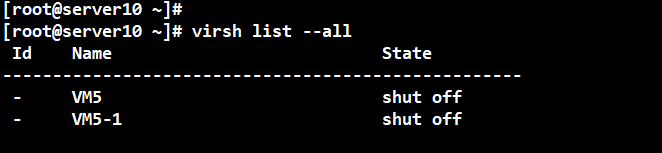 [root@server10 ~]#
[root@server10 ~]# virsh list --all
 Id    Name                           State
----------------------------------------------------
 -     VM5                            shut off
 -     VM5-1                          shut off